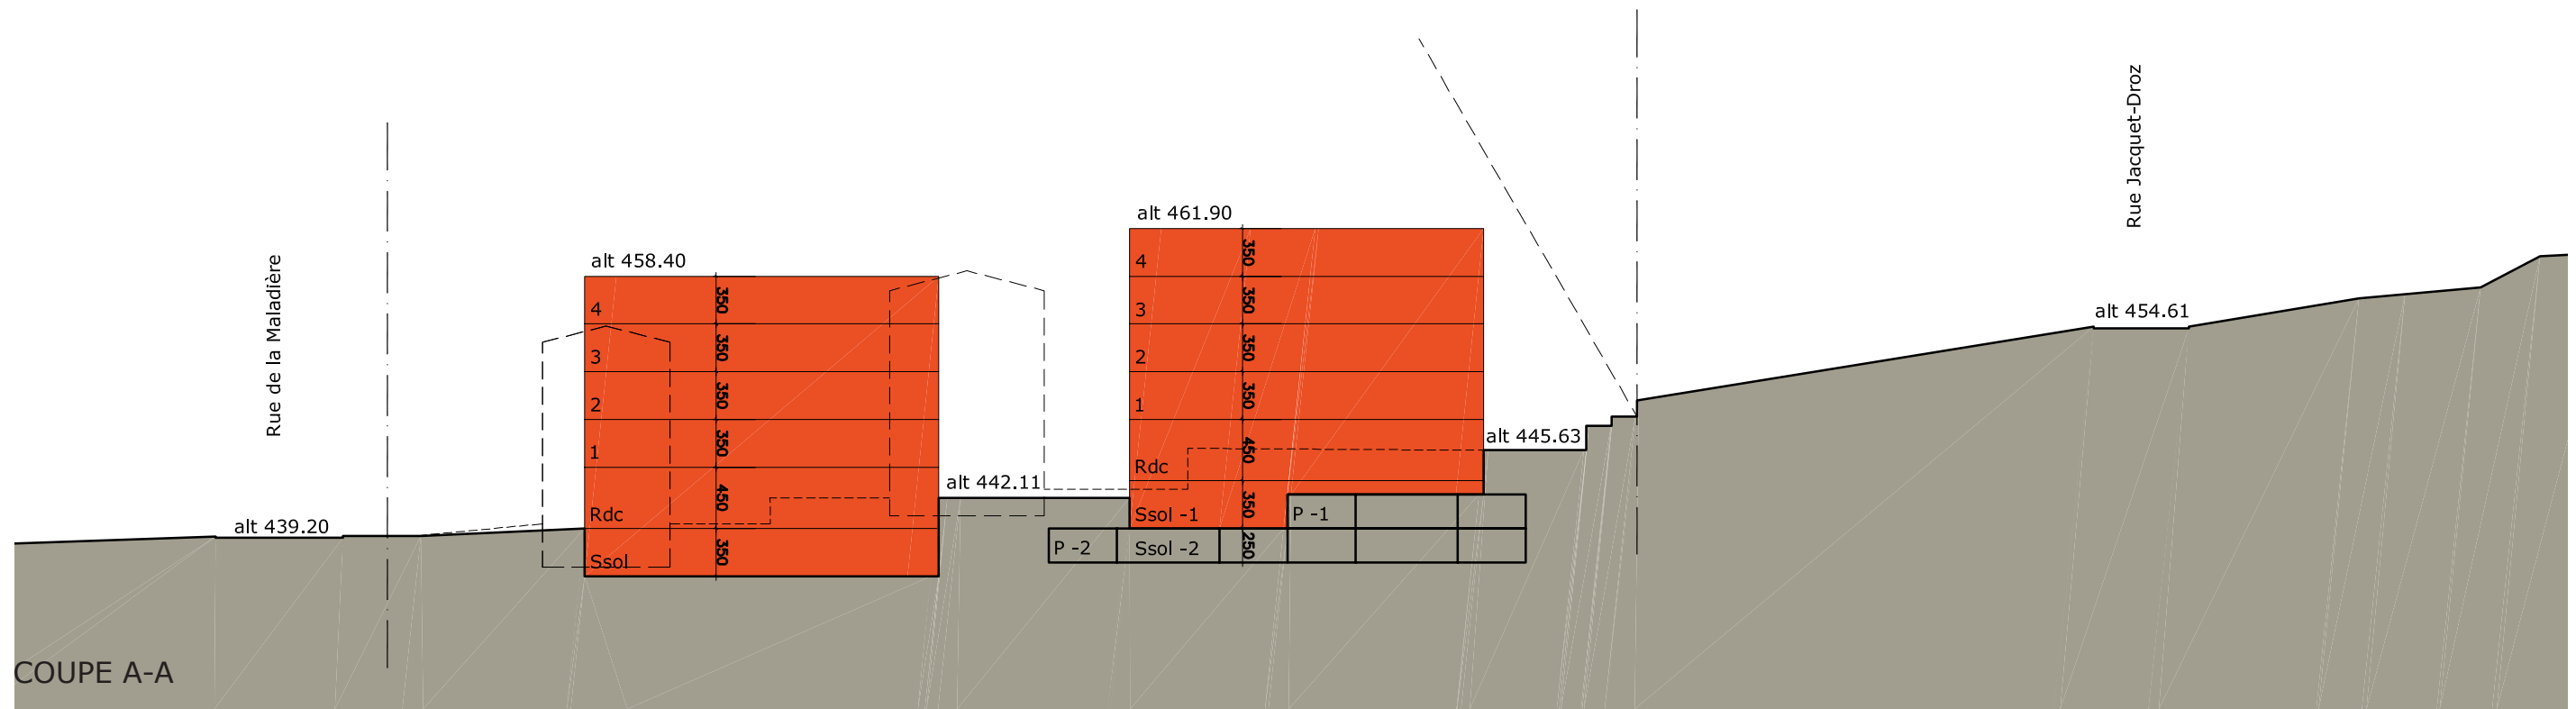 Rue de la Maladière
alt 439.20
alt 458.40
4
3
2
1
Rdc
Ssol
350
350
350
350
450
350
alt 442.11
alt 461.90
4
3
2
1
Rdc
Ssol -1
Ssol -2
P -2
P -1
350
350
350
350
450
350
250
alt 445.63
Rue Jacquet-Droz
alt 454.61
COUPE A-A